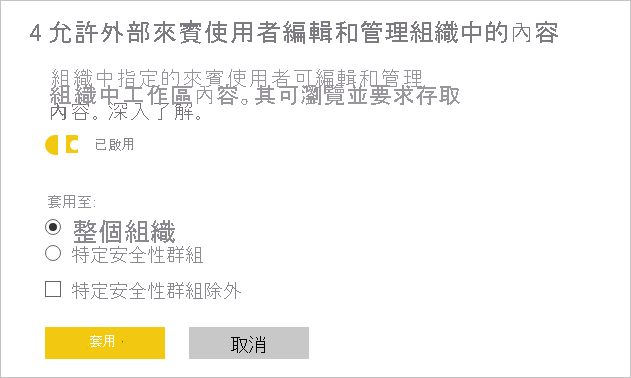 4 允許外部來賓使用者編輯和管理組織中的內容
組織中指定的來賓使用者可編輯和管理
組織中工作區內容。其可瀏覽並要求存取
內容。深入了解。
已啟用
套用至:
整個組織
特定安全性群組
特定安全性群組除外
套用
取消